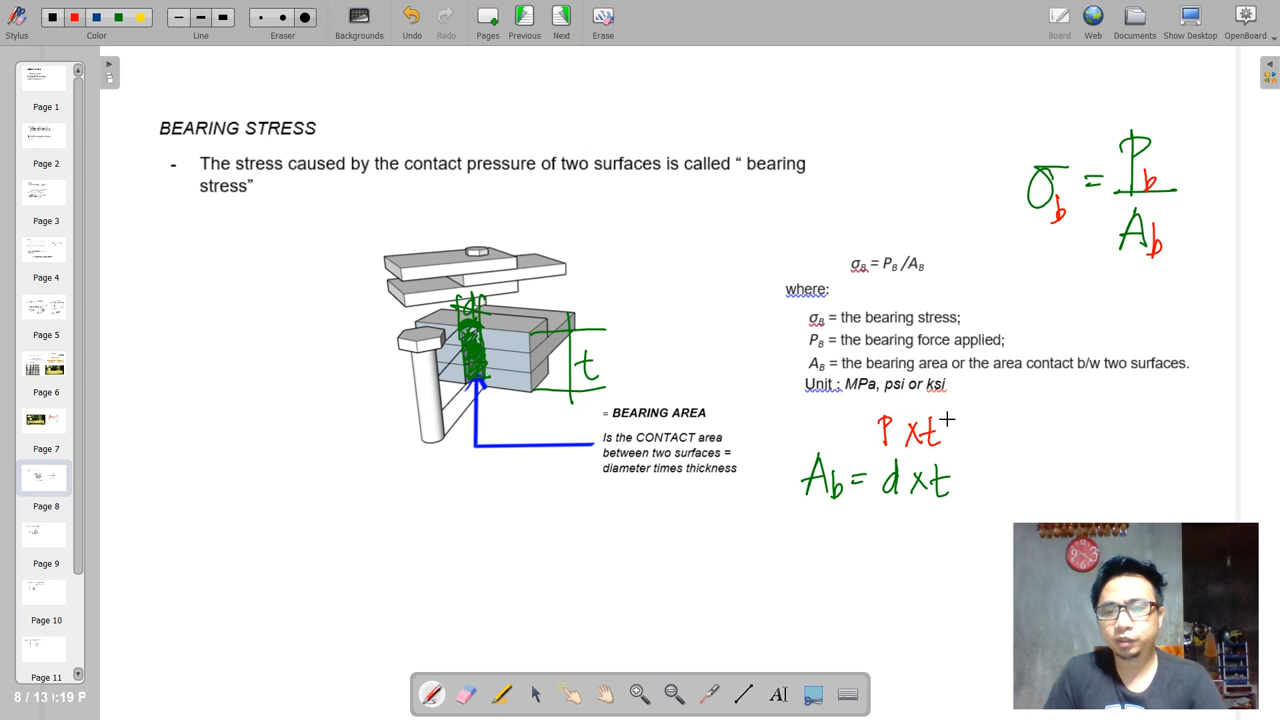 Stylus
Color
Line
Eraser
Backgrounds
Undo
Redo
Pages
Previous
Next
Erase
Board
Web
Documents
Show Desktop
OpenBoard
Page 1
Page 2
Page 3
Page 4
Page 5
Page 6
Page 7
Page 8
Page 9
Page 10
Page 11
8 / 13
:19 P
BEARING STRESS
- The stress caused by the contact pressure of two surfaces is called “ bearing
stress”
σb = Pb / Ab
d
t
= BEARING AREA
Is the CONTACT area
between two surfaces =
diameter times thickness
σB = PB /AB
where:
σB = the bearing stress;
PB = the bearing force applied;
AB = the bearing area or the area contact b/w two surfaces.
Unit : MPa, psi or ksi
P x t
Ab = d x t
AI